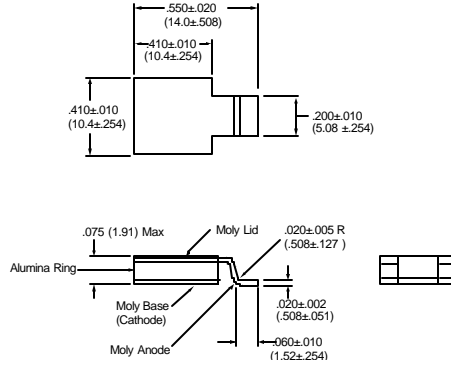 .550±.020
(14.0±.508)
.410±.010
(10.4±.254)
.410±.010
(10.4±.254)
.200±.010
(5.08 ±.254)
.075 (1.91) Max
Moly Lid
.020±.005 R
(.508±.127 )
Alumina Ring
Moly Base
(Cathode)
.020±.002
(.508±.051)
Moly Anode
.060±.010
(1.52±.254)